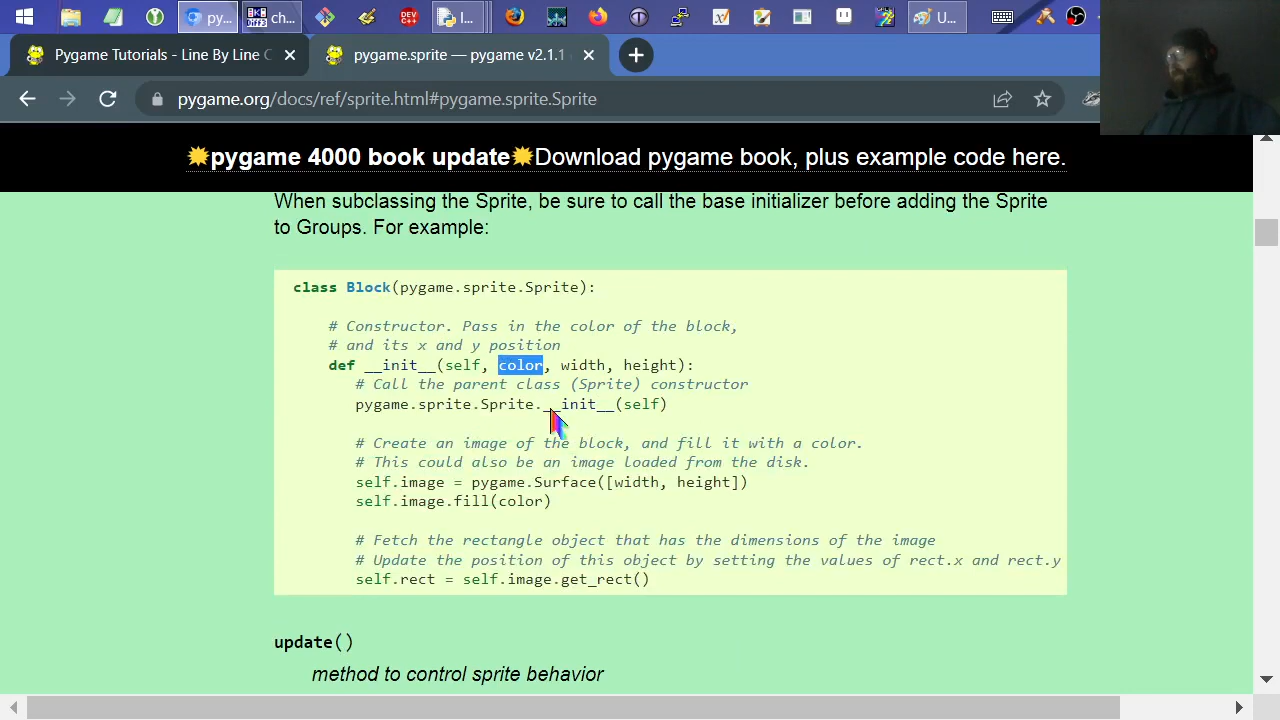 py...
ch...
DEV C++
I...
U...
Pygame Tutorials - Line By Line C
pygame.sprite — pygame v2.1.1
pygame.org/docs/ref/sprite.html#pygame.sprite.Sprite
pygame 4000 book update Download pygame book, plus example code here.
When subclassing the Sprite, be sure to call the base initializer before adding the Sprite
to Groups. For example:
class Block(pygame.sprite.Sprite):
# Constructor. Pass in the color of the block,
# and its x and y position
def __init__(self, color, width, height):
# Call the parent class (Sprite) constructor
pygame.sprite.Sprite.__init__(self)
# Create an image of the block, and fill it with a color.
# This could also be an image loaded from the disk.
self.image = pygame.Surface([width, height])
self.image.fill(color)
# Fetch the rectangle object that has the dimensions of the image
# Update the position of this object by setting the values of rect.x and rect.y
self.rect = self.image.get_rect()
update()
method to control sprite behavior